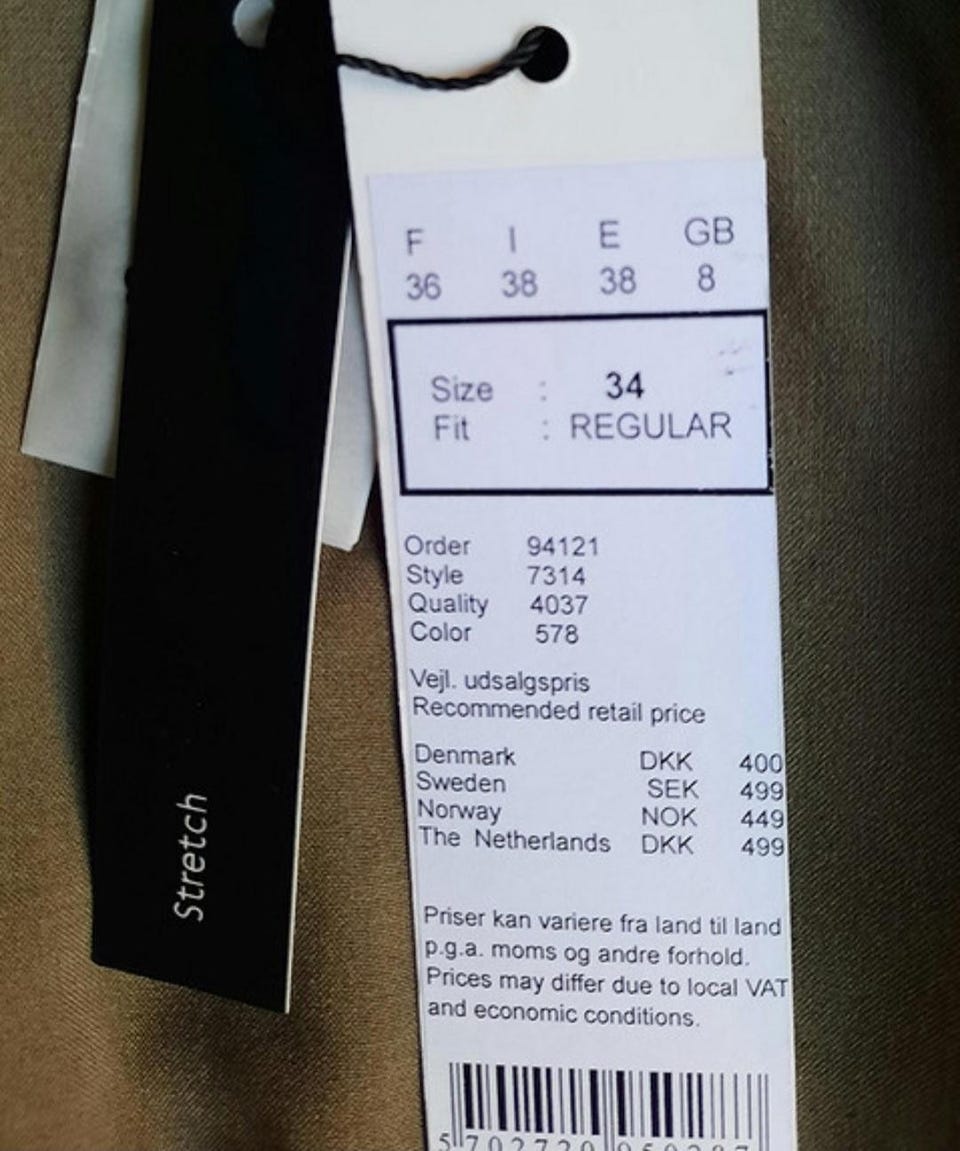 F I E GB
36 38 38 8
Size : 34
Fit : REGULAR
Order 94121
Style 7314
Quality 4037
Color 578
Vejl. udsalgspris
Recommended retail price
Denmark DKK 400
Sweden SEK 499
Norway NOK 449
The Netherlands DKK 499
Priser kan variere fra land til land
p.g.a. moms og andre forhold.
Prices may differ due to local VAT
and economic conditions.
Stretch